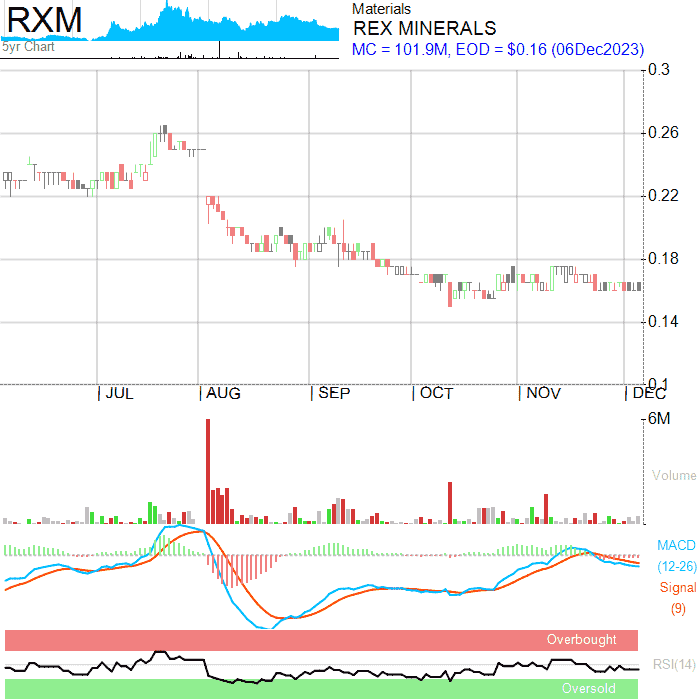 RXM
5yr Chart
Materials
REX MINERALS
MC = 101.9M, EOD = $0.16 (06Dec2023)
0.3
0.26
0.22
0.18
0.14
0.1
JUL AUG SEP OCT NOV DEC
6M
Volume
MACD
(12-26)
Signal
(9)
Overbought
RSI(14)
Oversold